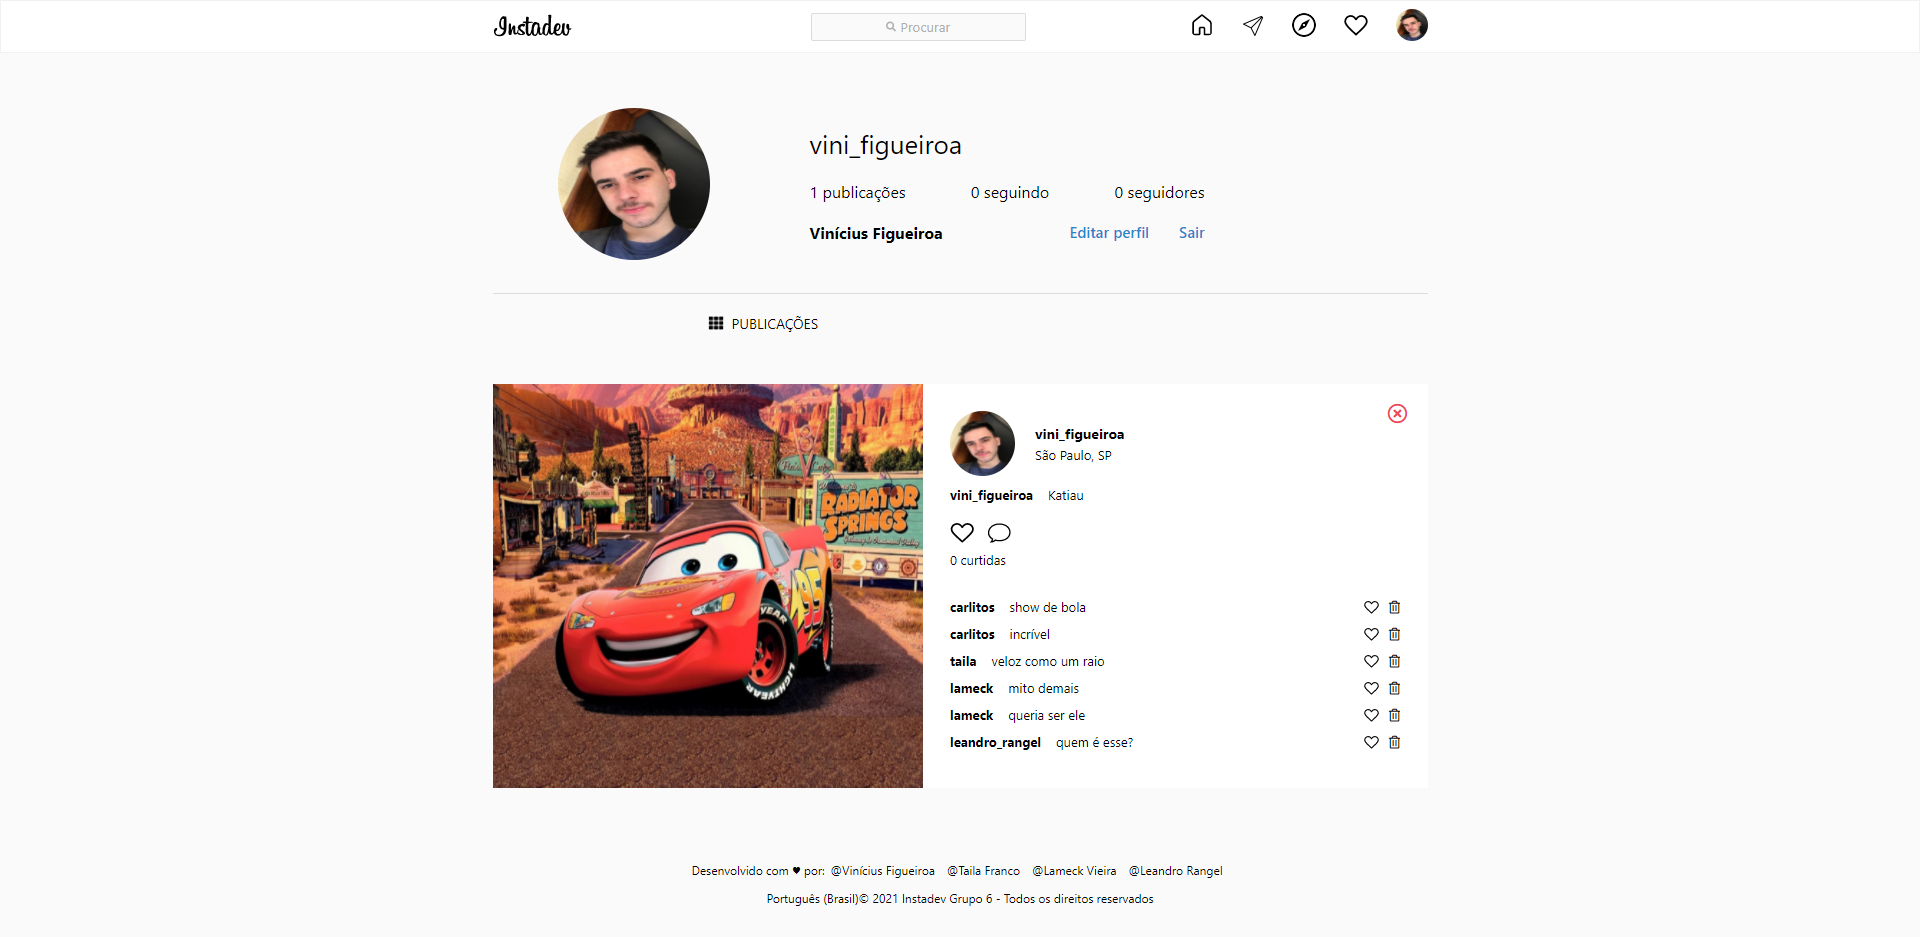 Instadev
Procurar
vini_figueiroa
1 publicações 0 seguindo 0 seguidores
Vinícius Figueiroa Editar perfil Sair
PUBLICAÇÕES
RADIATOR
SPRINGS
95
LIGHTYEAR
vini_figueiroa
São Paulo, SP
vini_figueiroa Katiau
0 curtidas
carlitos show de bola
carlitos incrível
taila veloz como um raio
lameck mito demais
lameck queria ser ele
leandro_rangel quem é esse?
Desenvolvido com ♥ por: @Vinícius Figueiroa @Taila Franco @Lameck Vieira @Leandro Rangel
Português (Brasil)© 2021 Instadev Grupo 6 - Todos os direitos reservados